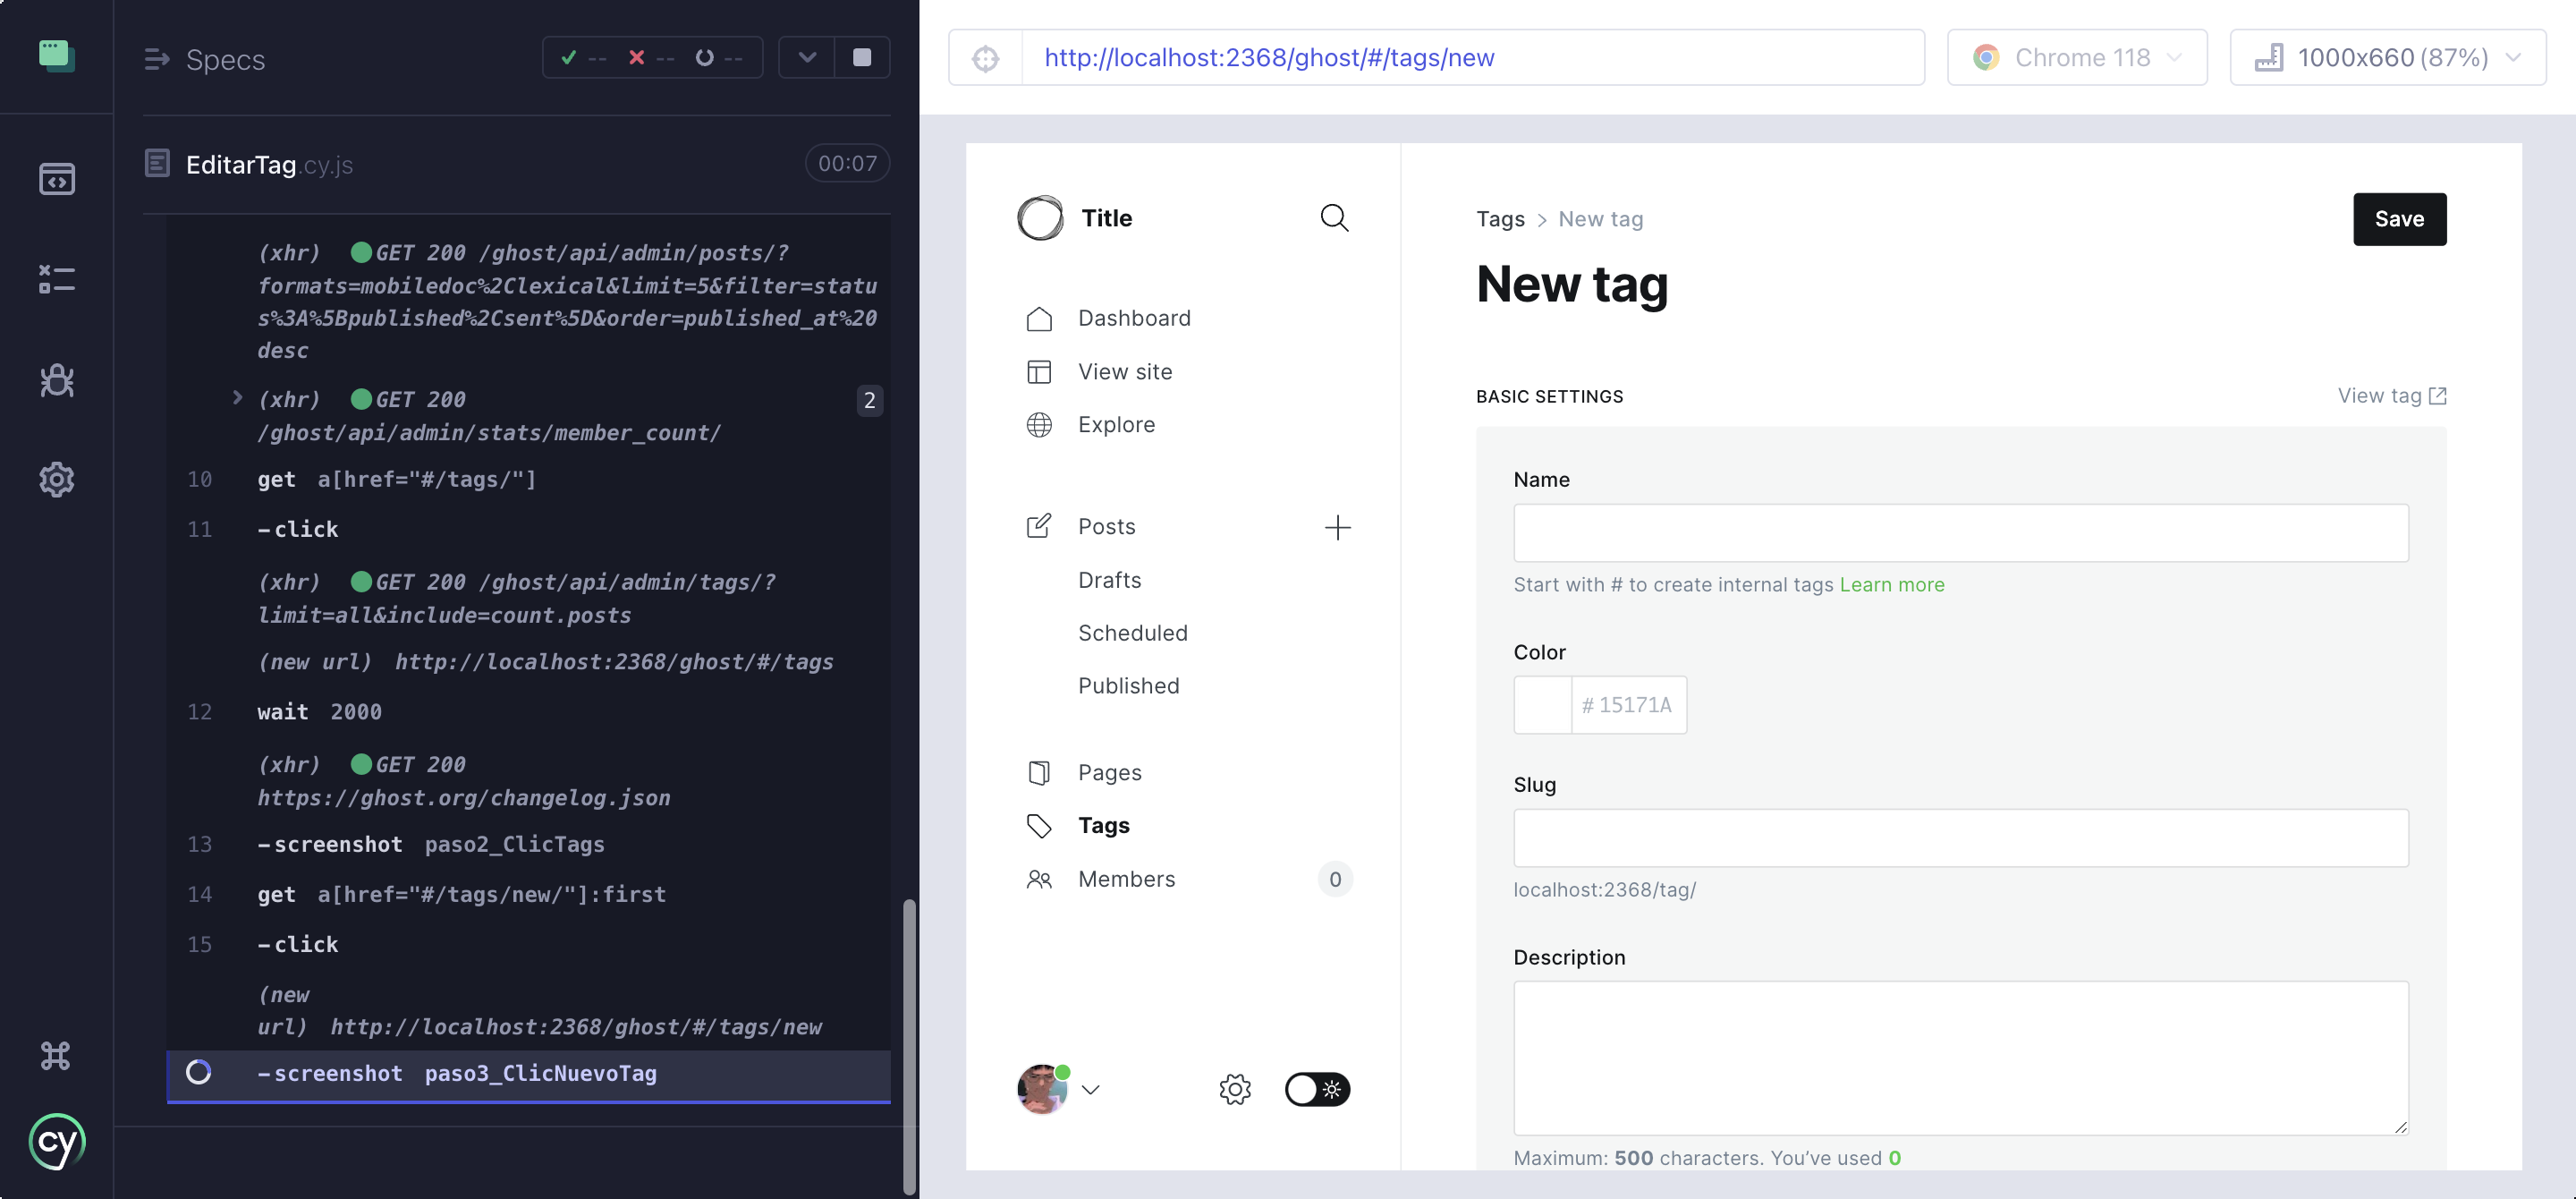 Specs
-- -- --
EditarTag.cy.js
00:07
(xhr) GET 200 /ghost/api/admin/posts/?
formats=mobiledoc%2Clexical&limit=5&filter=statu
s%3A%5Bpublished%2Csent%5D&order=published_at%20
desc
(xhr) GET 200
2
/ghost/api/admin/stats/member_count/
10 get a[href="#/tags/"]
11 -click
(xhr) GET 200 /ghost/api/admin/tags/?
limit=all&include=count.posts
(new url) http://localhost:2368/ghost/#/tags
12 wait 2000
(xhr) GET 200
https://ghost.org/changelog.json
13 -screenshot paso2_ClicTags
14 get a[href="#/tags/new/"]:first
15 -click
(new
url) http://localhost:2368/ghost/#/tags/new
-screenshot paso3_ClicNuevoTag
cy
http://localhost:2368/ghost/#/tags/new
Chrome 118
1000x660 (87%)
Title
Dashboard
View site
Explore
Posts
Drafts
Scheduled
Published
Pages
Tags
Members
0
Tags > New tag
Save
New tag
BASIC SETTINGS
View tag
Name
Start with # to create internal tags Learn more
Color
# 15171A
Slug
localhost:2368/tag/
Description
Maximum: 500 characters. You’ve used 0